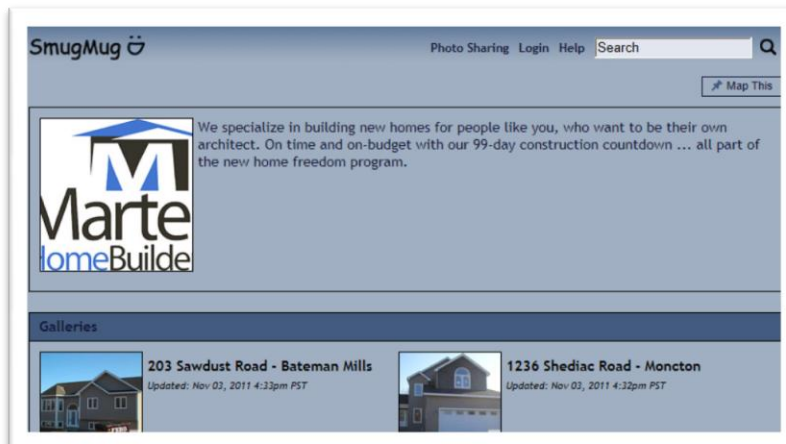 SmugMug
Photo Sharing Login Help Search
Map This
We specialize in building new homes for people like you, who want to be their own
architect. On time and on-budget with our 99-day construction countdown ... all part of
the new home freedom program.
M
Marte
HomeBuilde
Galleries
203 Sawdust Road - Bateman Mills
Updated: Nov 03, 2011 4:33pm PST
1236 Shediac Road - Moncton
Updated: Nov 03, 2011 4:32pm PST